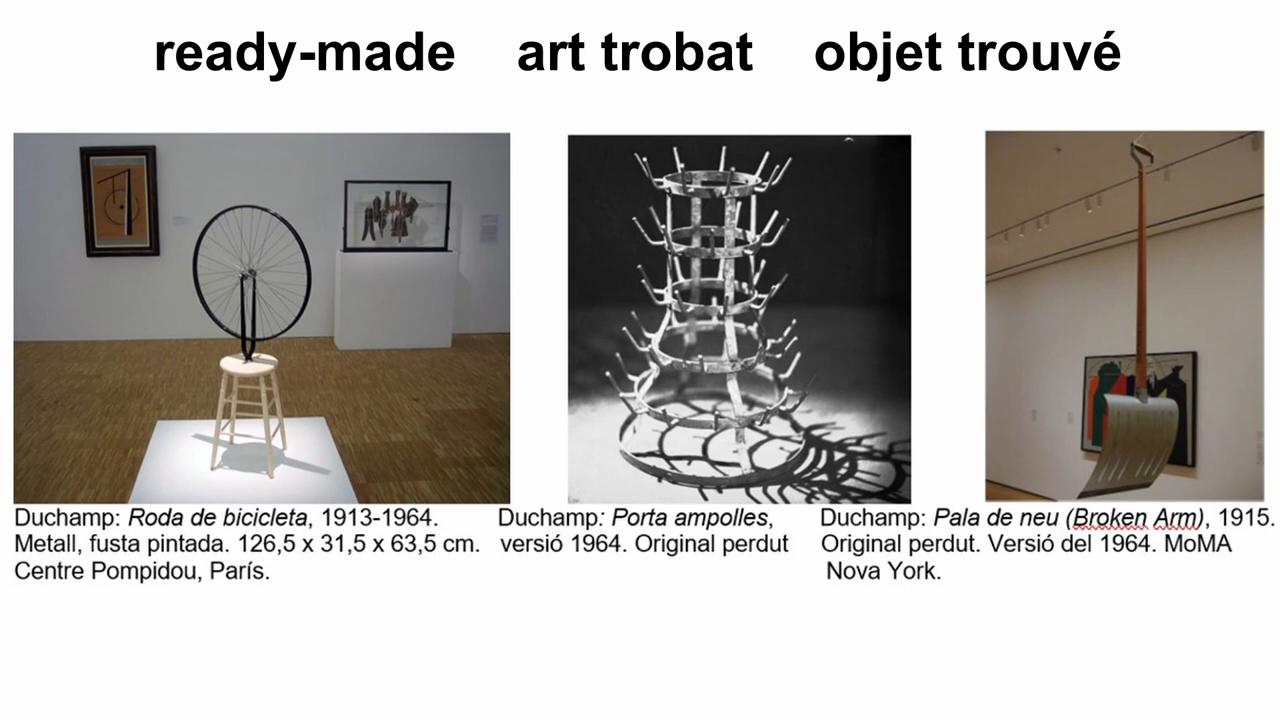 ready-made art trobat objet trouvé
Duchamp: Roda de bicicleta, 1913-1964.
Metall, fusta pintada. 126,5 x 31,5 x 63,5 cm.
Centre Pompidou, París.
Duchamp: Porta ampolles,
versió 1964. Original perdut
Duchamp: Pala de neu (Broken Arm), 1915.
Original perdut. Versió del 1964. MoMA
Nova York.